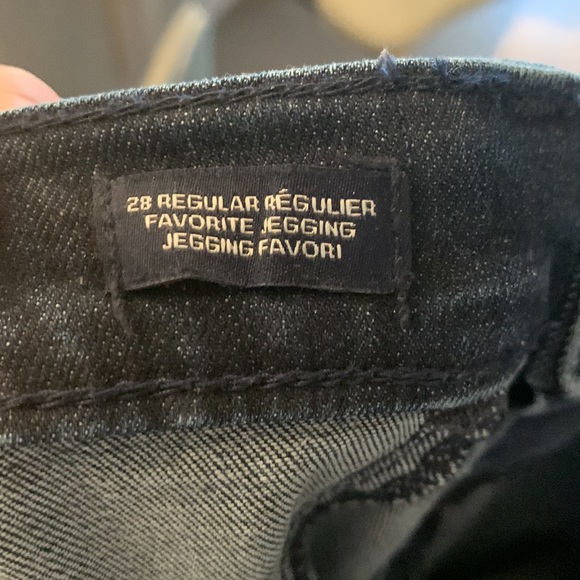 28 REGULAR RÉGULIER
FAVORITE JEGGING
JEGGING FAVORI